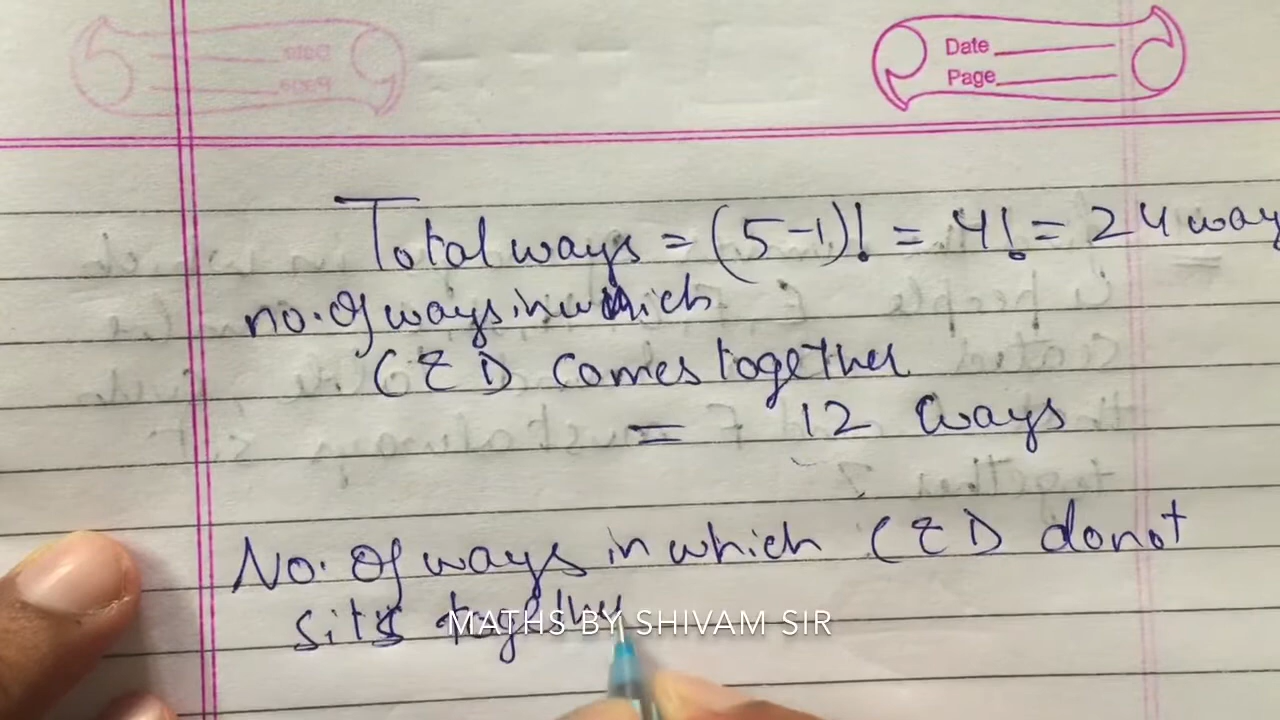 Date
Page
Total ways = (5-1)! = 4! = 24 way
no. of ways in which
C & D comes together
= 12 ways
No. of ways in which C & D donot
sits together
MATHS BY SHIVAM SIR